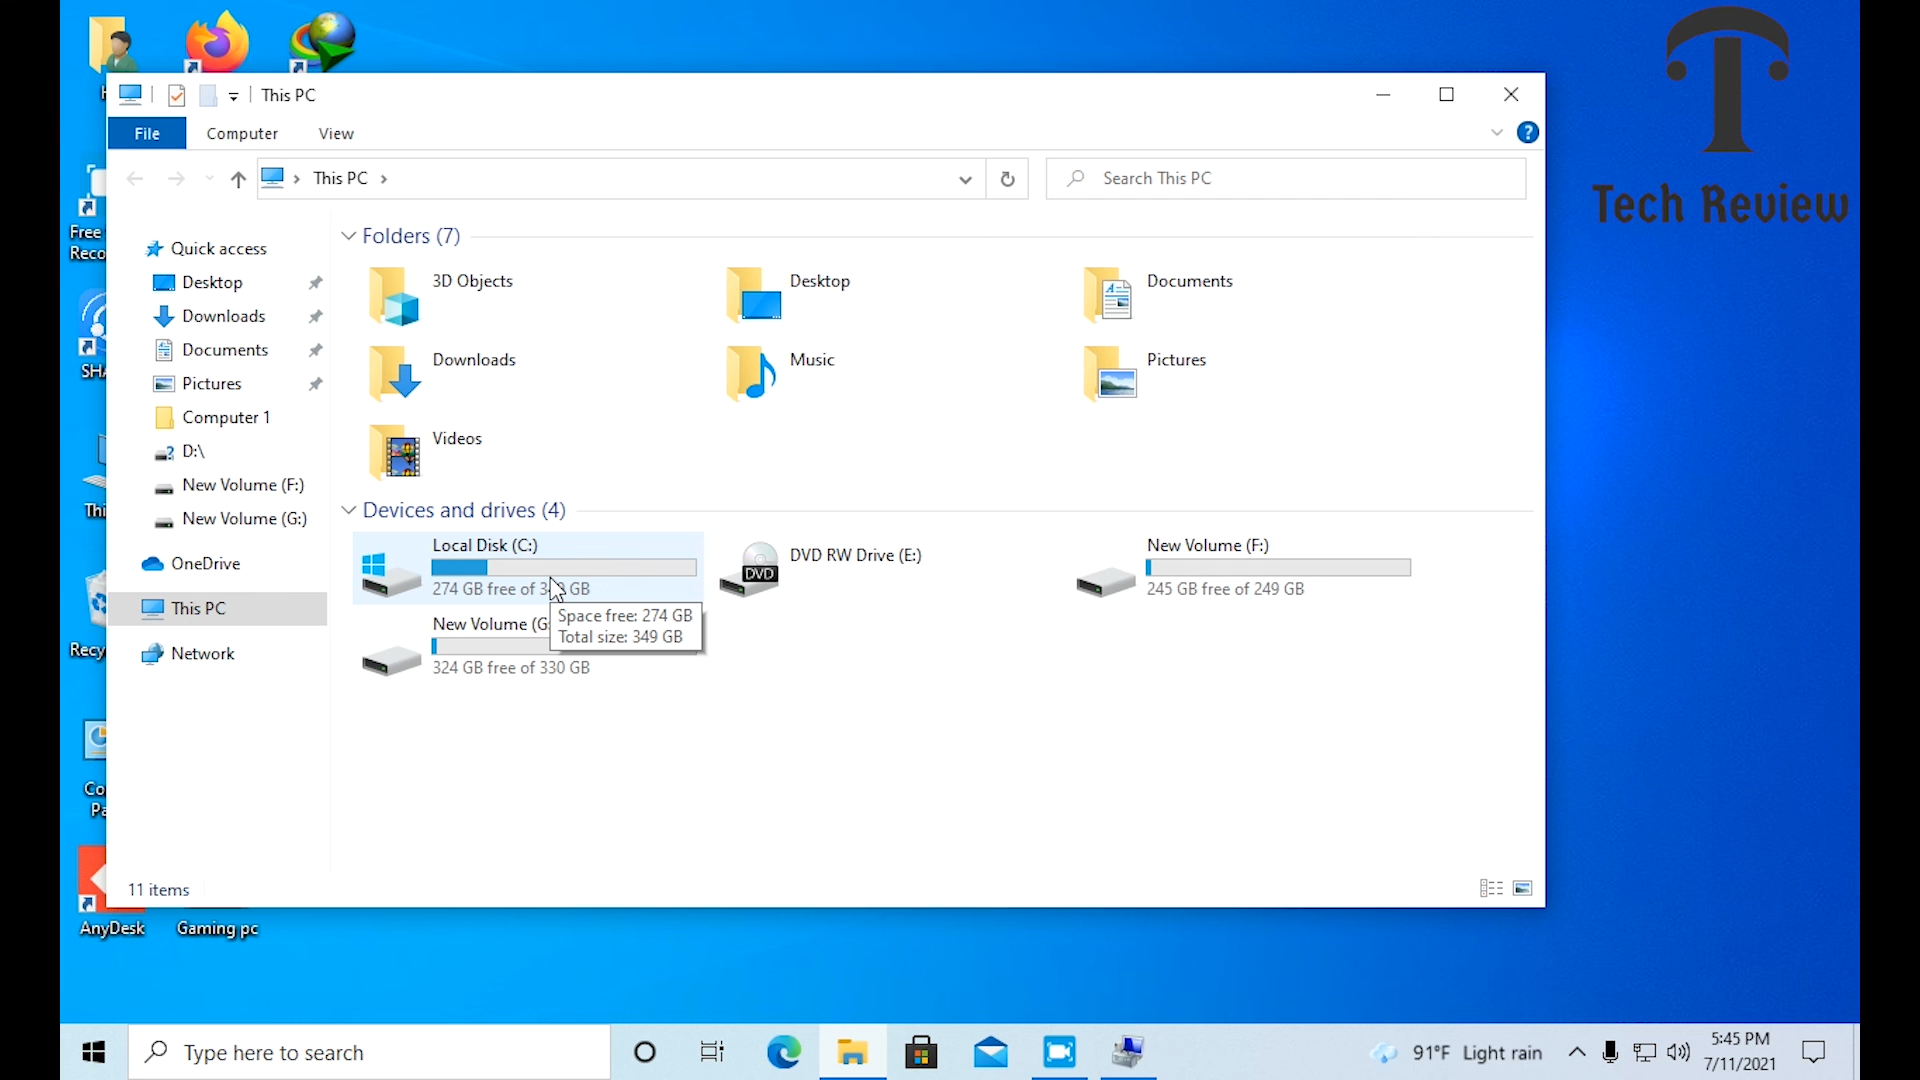 This PC
File
Computer
View
This PC
Search This PC
Tech Review
Quick access
Desktop
Downloads
Documents
Pictures
Computer 1
D:\
New Volume (F:)
New Volume (G:)
OneDrive
This PC
Network
Folders (7)
3D Objects
Desktop
Documents
Downloads
Music
Pictures
Videos
Devices and drives (4)
Local Disk (C:)
274 GB free of
GB
DVD RW Drive (E:)
DVD
New Volume (F:)
245 GB free of 249 GB
Space free: 274 GB
Total size: 349 GB
New Volume (G:
324 GB free of 330 GB
11 items
Free
Reco
SHA
Thi
Recy
Co
Pa
AnyDesk
Gaming pc
Type here to search
91°F Light rain
5:45 PM
7/11/2021